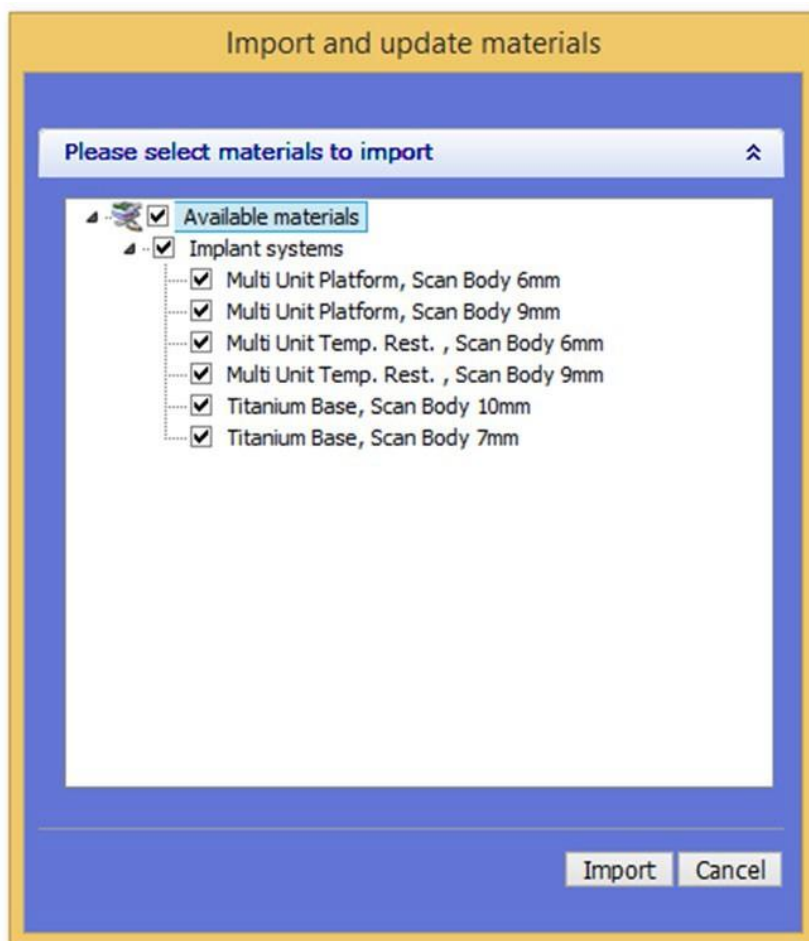 Import and update materials
Please select materials to import
Available materials
Implant systems
Multi Unit Platform, Scan Body 6mm
Multi Unit Platform, Scan Body 9mm
Multi Unit Temp. Rest. , Scan Body 6mm
Multi Unit Temp. Rest. , Scan Body 9mm
Titanium Base, Scan Body 10mm
Titanium Base, Scan Body 7mm
Import Cancel